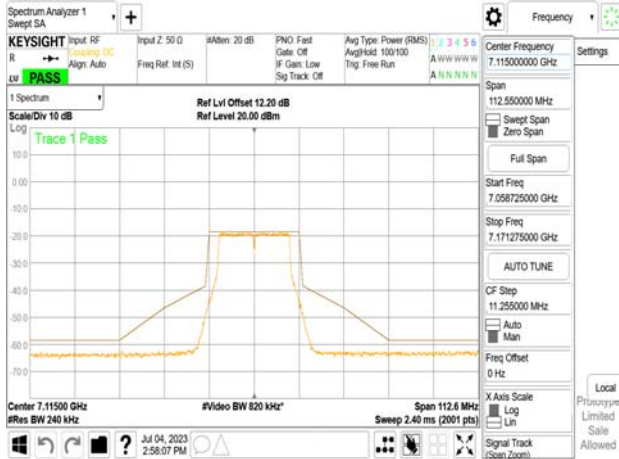 Spectrum Analyzer 1
Swept SA
+
Frequency
KEYSIGHT
Input: RF
Coupling: DC
Align: Auto
Input Z: 50 Ω
Freq Ref: Int (S)
#Atten: 20 dB
PNO: Fast
Gate: Off
IF Gain: Low
Sig Track: Off
Avg Type: Power (RMS)
Avg|Hold: 100/100
Trig: Free Run
1 2 3 4 5 6
A W W W W W
A N N N N N
R
LV
PASS
1 Spectrum
Scale/Div 10 dB
Ref Lvl Offset 12.20 dB
Ref Level 20.00 dBm
Log
Trace 1 Pass
10.0
0.00
-10.0
-20.0
-30.0
-40.0
-50.0
-60.0
-70.0
Center 7.11500 GHz
#Res BW 240 kHz
#Video BW 820 kHz*
Span 112.6 MHz
Sweep 2.40 ms (2001 pts)
Jul 04, 2023
2:58:07 PM
Center Frequency
7.115000000 GHz
Settings
Span
112.550000 MHz
Swept Span
Zero Span
Full Span
Start Freq
7.058725000 GHz
Stop Freq
7.171275000 GHz
AUTO TUNE
CF Step
11.255000 MHz
Auto
Man
Freq Offset
0 Hz
X Axis Scale
Log
Lin
Signal Track
(Span Zoom)
Local
Prototype
Limited
Sale
Allowed